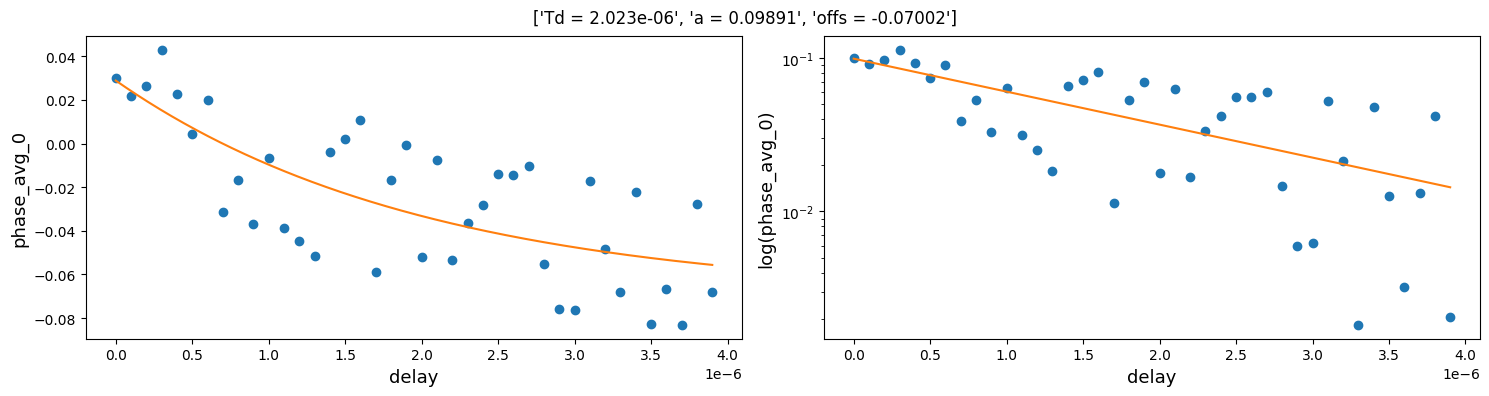 ['Td = 2.023e-06', 'a = 0.09891', 'offs = -0.07002']
phase_avg_0
0.04
0.02
0.00
−0.02
−0.04
−0.06
−0.08
0.0 0.5 1.0 1.5 2.0 2.5 3.0 3.5 4.0
1e−6
delay
log(phase_avg_0)
10−1
10−2
0.0 0.5 1.0 1.5 2.0 2.5 3.0 3.5 4.0
1e−6
delay